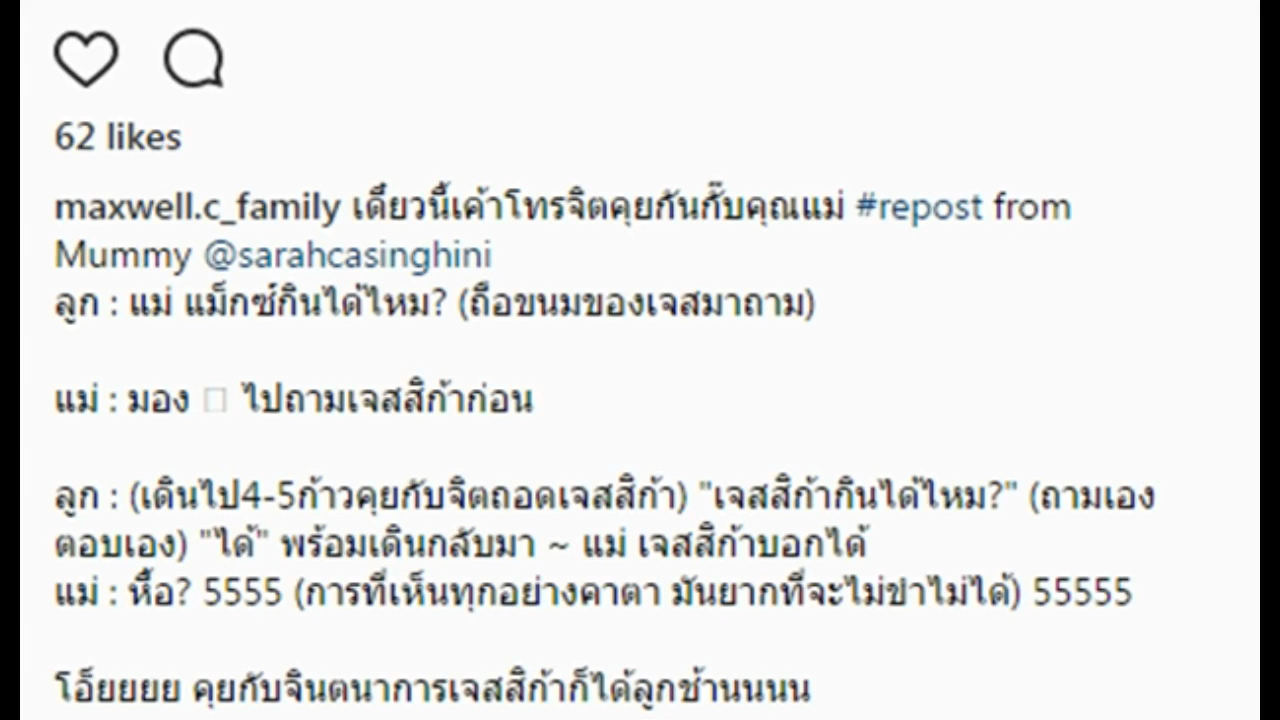 62 likes
maxwell.c_family เดี๋ยวนี้เค้าโทรจิตคุยกันกั๊บคุณแม่ #repost from
Mummy @sarahcasinghini
ลูก : แม่ แม็กซ์กินได้ไหม? (ถือขนมของเจสมาถาม)
แม่ : มอง ไปถามเจสสิก้าก่อน
ลูก : (เดินไป4-5ก้าวคุยกับจิตถอดเจสสิก้า) "เจสสิก้ากินได้ไหม?" (ถามเอง
ตอบเอง) "ได้" พร้อมเดินกลับมา ~ แม่ เจสสิก้าบอกได้
แม่ : หื้อ? 5555 (การที่เห็นทุกอย่างคาตา มันยากที่จะไม่ขำไม่ได้) 55555
โอ็ยยยย คุยกับจินตนาการเจสสิก้าก็ได้ลูกช้านนนน